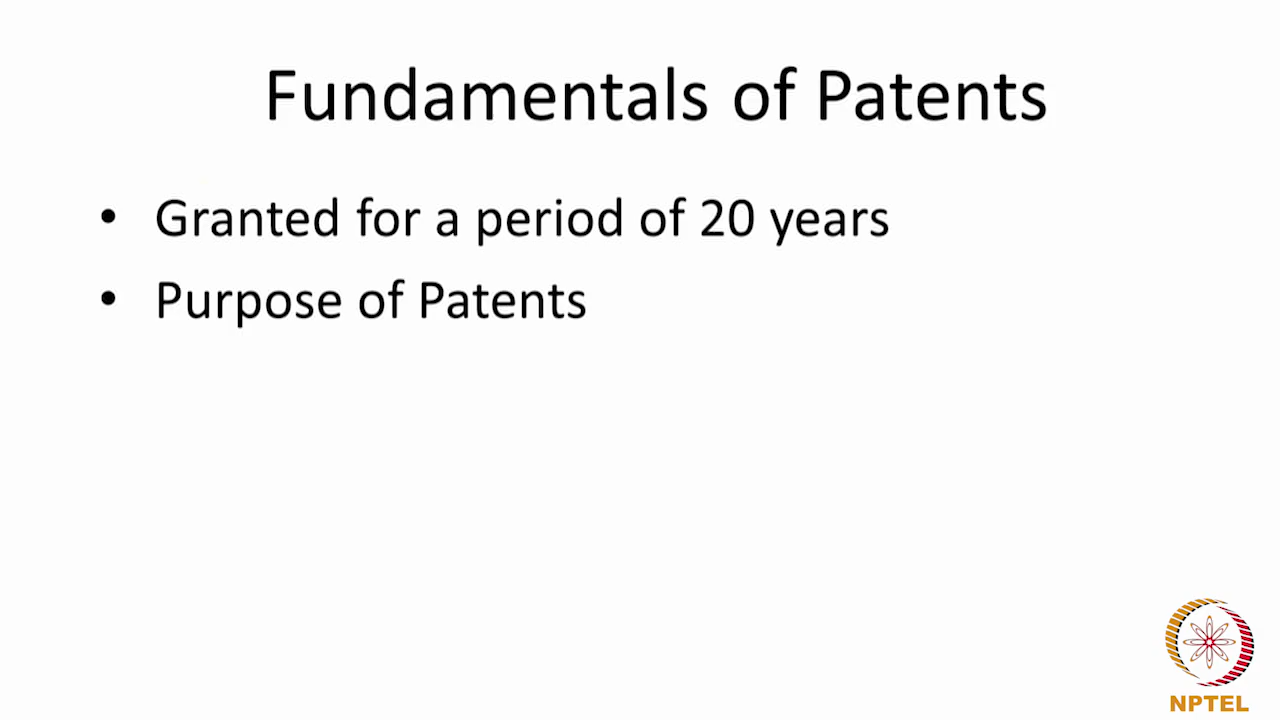 Fundamentals of Patents
• Granted for a period of 20 years
• Purpose of Patents
NPTEL